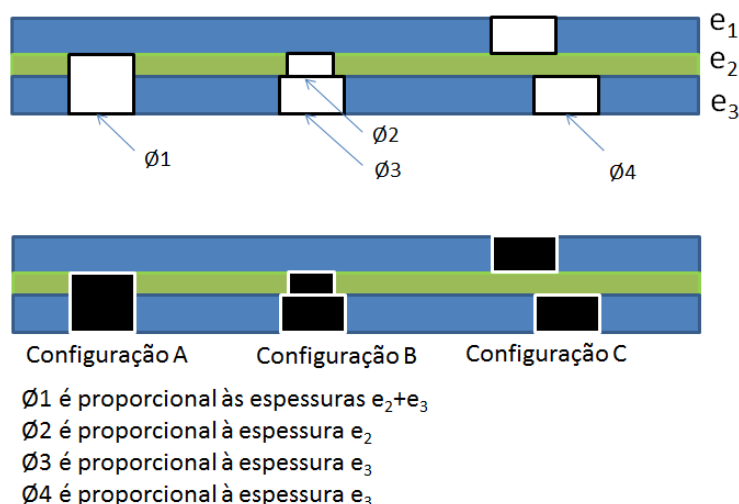 e₁
e₂
e₃
Ø2
Ø1
Ø3
Ø4
Configuração A
Configuração B
Configuração C
Ø1 é proporcional às espessuras e₂+e₃
Ø2 é proporcional à espessura e₂
Ø3 é proporcional à espessura e₃
Ø4 é proporcional à espessura e₃